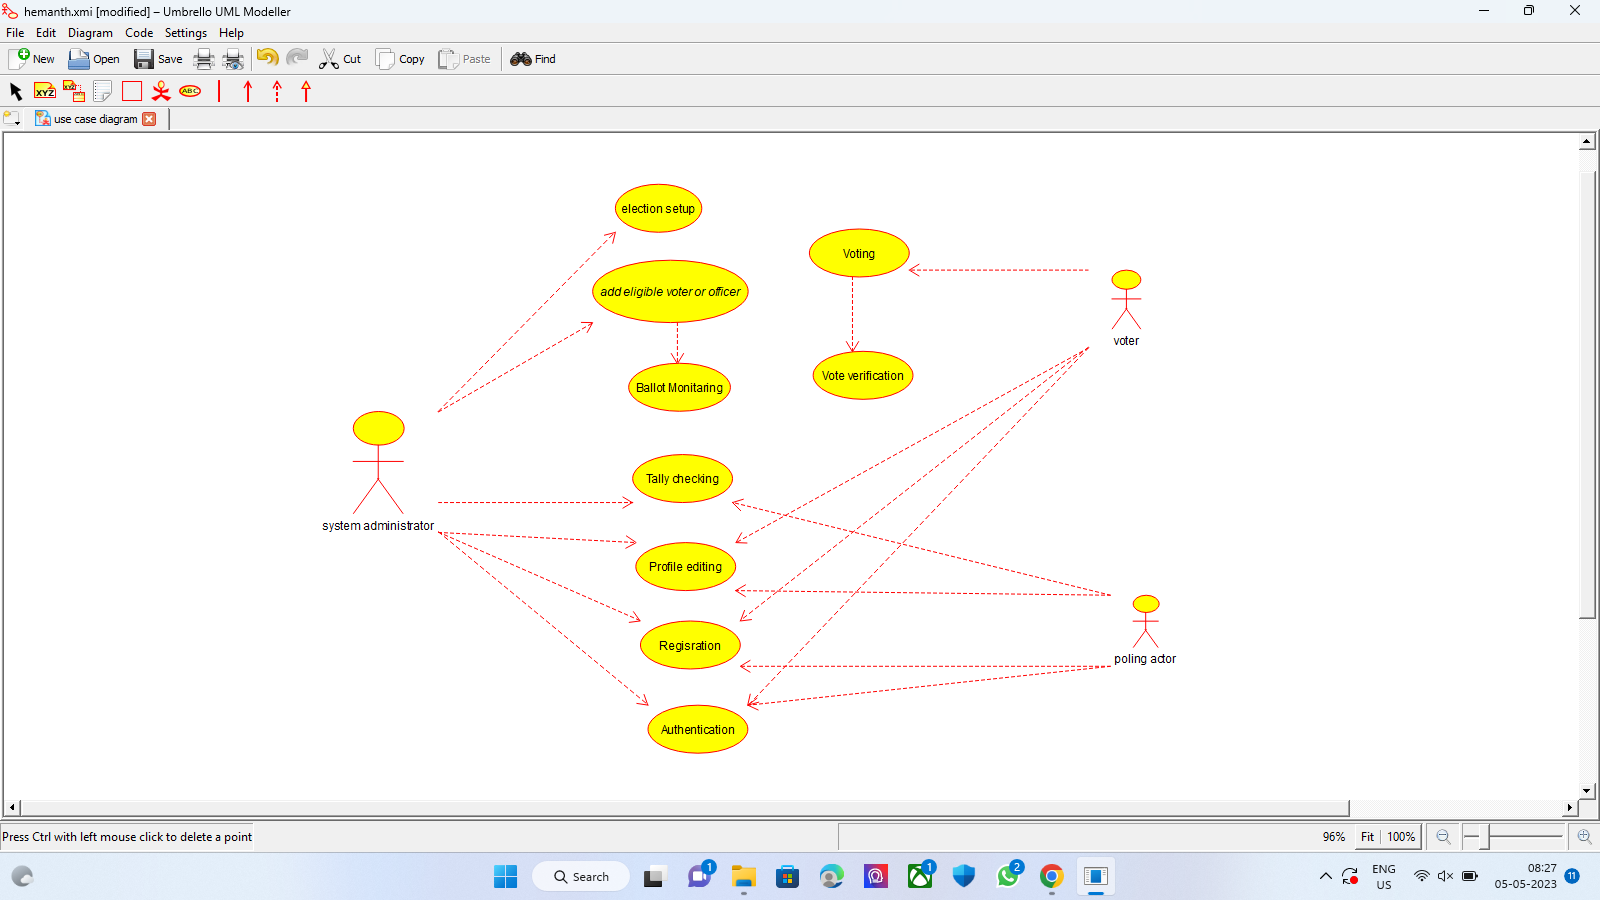 hemanth.xmi [modified] – Umbrello UML Modeller
File Edit Diagram Code Settings Help
New Open Save Cut Copy Paste Find
XYZ XYZ ABC
use case diagram
election setup
Voting
add eligible voter or officer
voter
Vote verification
Ballot Monitaring
Tally checking
system administrator
Profile editing
Regisration
poling actor
Authentication
Press Ctrl with left mouse click to delete a point
96% Fit 100%
Search
1
1
2
ENG
US
08:27
05-05-2023
11